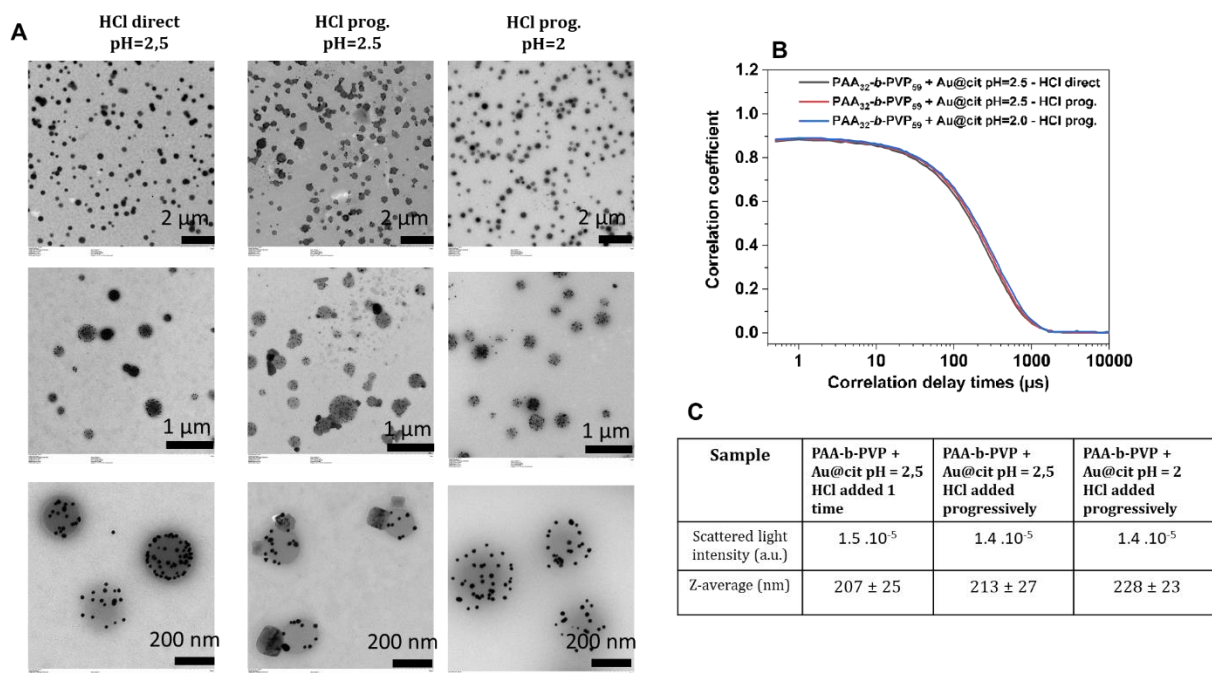 A
HCl direct
pH=2,5
HCl prog.
pH=2.5
HCl prog.
pH=2
2 µm
2 µm
2 µm
1 µm
1 µm
1 µm
200 nm
200 nm
200 nm
B
PAA32-b-PVP59 + Au@cit pH=2.5 - HCl direct
PAA32-b-PVP59 + Au@cit pH=2.5 - HCl prog.
PAA32-b-PVP59 + Au@cit pH=2.0 - HCl prog.
Correlation coefficient
1.2
1.0
0.8
0.6
0.4
0.2
0.0
1 10 100 1000 10000
Correlation delay times (µs)
C
Sample
PAA-b-PVP +
Au@cit pH = 2,5
HCl added 1
time
PAA-b-PVP +
Au@cit pH = 2,5
HCl added
progressively
PAA-b-PVP +
Au@cit pH = 2
HCl added
progressively
Scattered light
intensity (a.u.)
1.5 .10-5
1.4 .10-5
1.4 .10-5
Z-average (nm)
207 ± 25
213 ± 27
228 ± 23